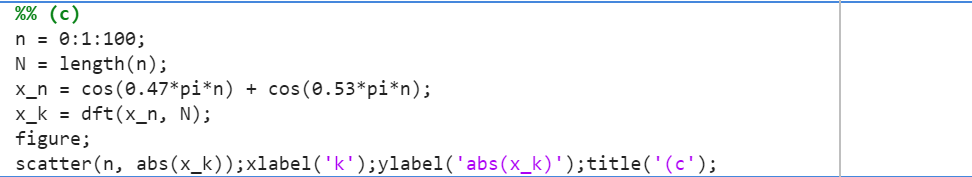 %% (c)
n = 0:1:100;
N = length(n);
x_n = cos(0.47*pi*n) + cos(0.53*pi*n);
x_k = dft(x_n, N);
figure;
scatter(n, abs(x_k));xlabel('k');ylabel('abs(x_k)');title('(c');